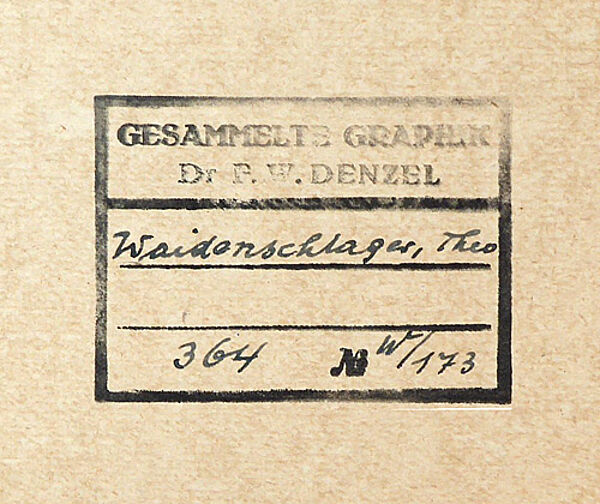 GESAMMELTE GRAPHIK
Dr F. W. DENZEL
Waidenschlager, Theo
364 № W/173